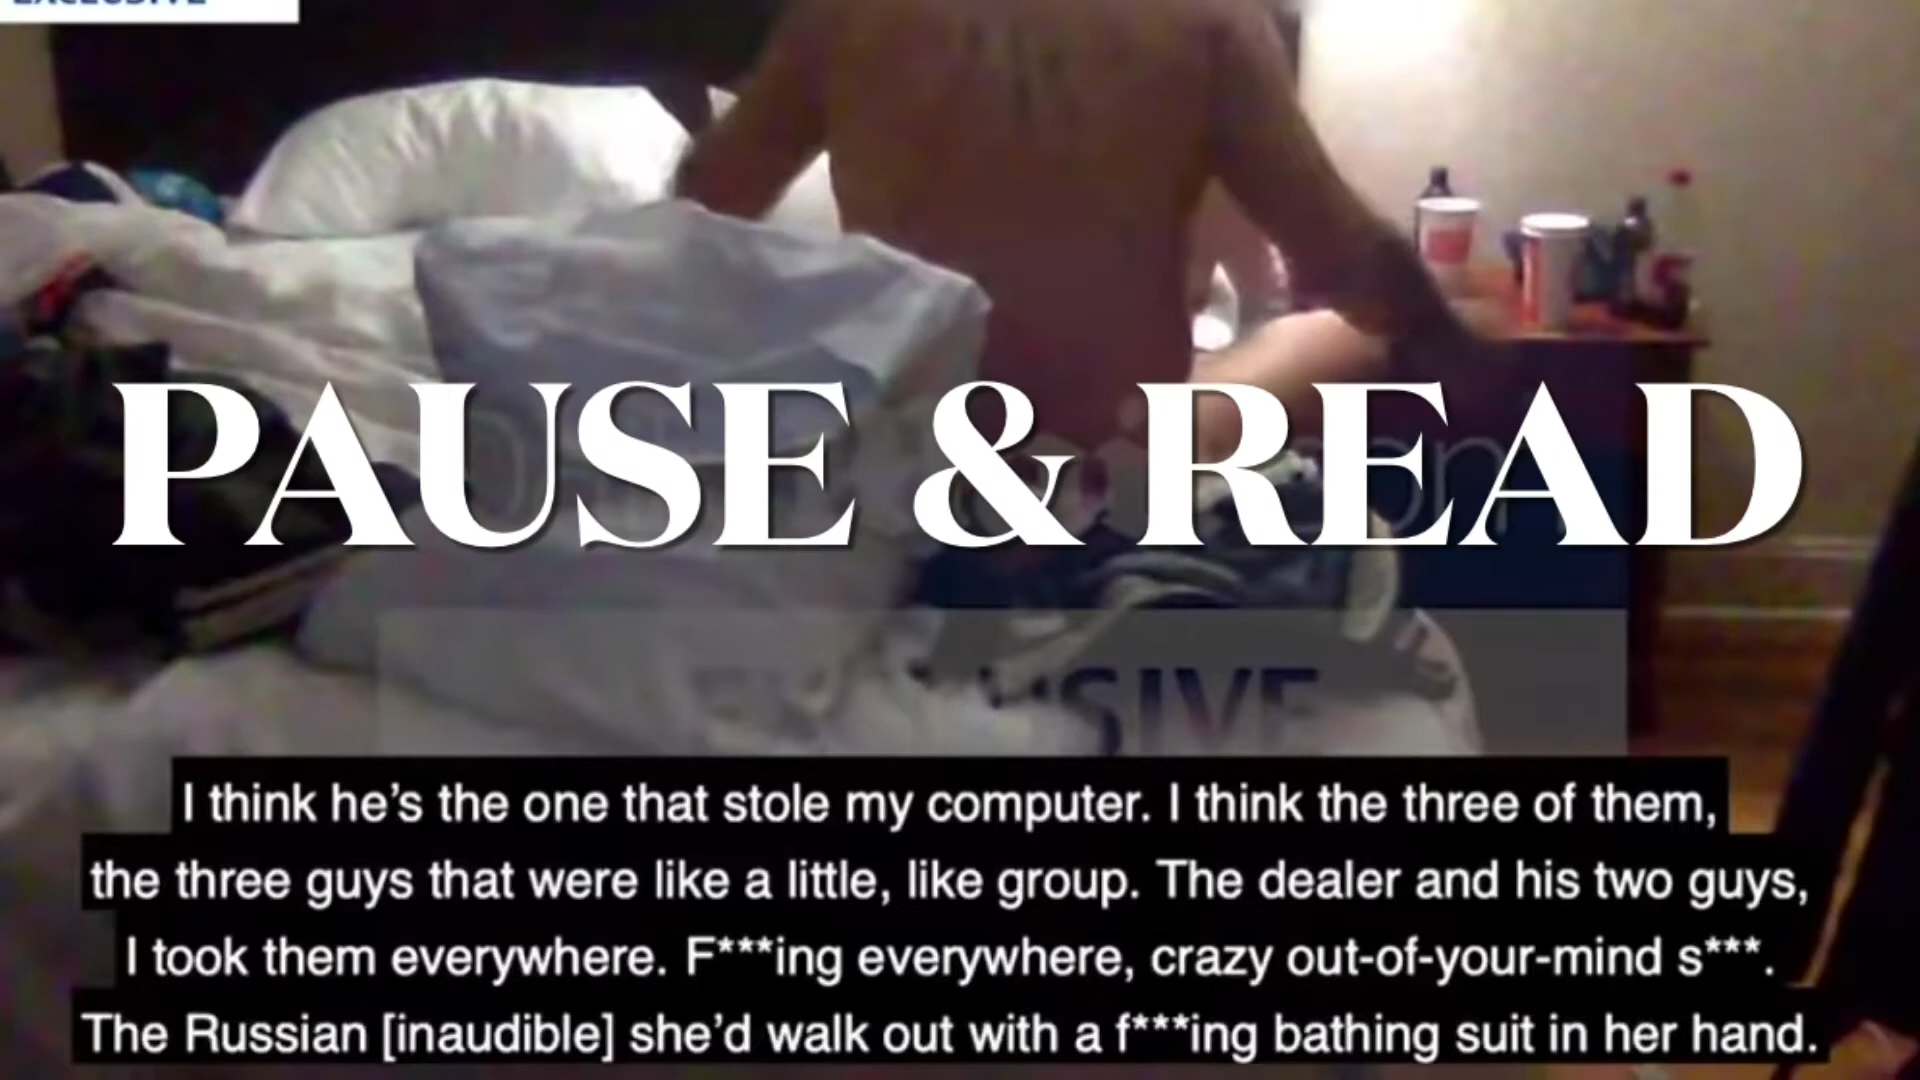 EXCLUSIVE
PAUSE & READ
I think he's the one that stole my computer. I think the three of them,
the three guys that were like a little, like group. The dealer and his two guys,
I took them everywhere. F***ing everywhere, crazy out-of-your-mind s***.
The Russian [inaudible] she'd walk out with a f***ing bathing suit in her hand.